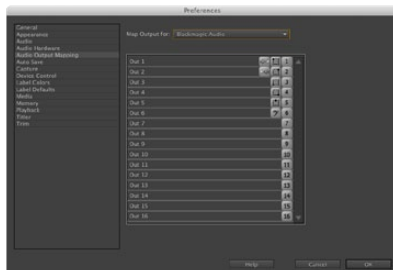 Preferences
General
Appearance
Audio
Audio Hardware
Audio Output Mapping
Auto Save
Capture
Device Control
Label Colors
Label Defaults
Media
Memory
Playback
Titler
Trim
Map Output for: Blackmagic Audio
Out 1 1
Out 2 2
Out 3 3
Out 4 4
Out 5 5
Out 6 6
Out 7 7
Out 8 8
Out 9 9
Out 10 10
Out 11 11
Out 12 12
Out 13 13
Out 14 14
Out 15 15
Out 16 16
Help Cancel OK